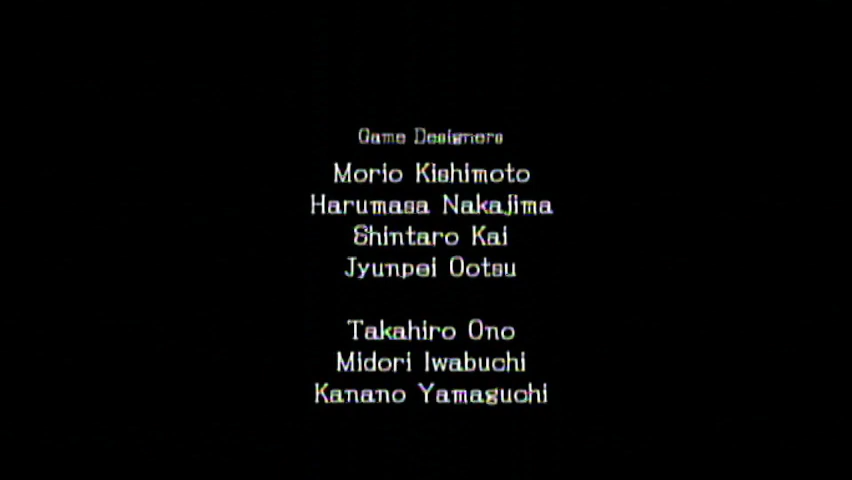 Game Designers
Morio Kishimoto
Harumasa Nakajima
Shintaro Kai
Jyunpei Ootsu
Takahiro Ono
Midori Iwabuchi
Kanano Yamaguchi